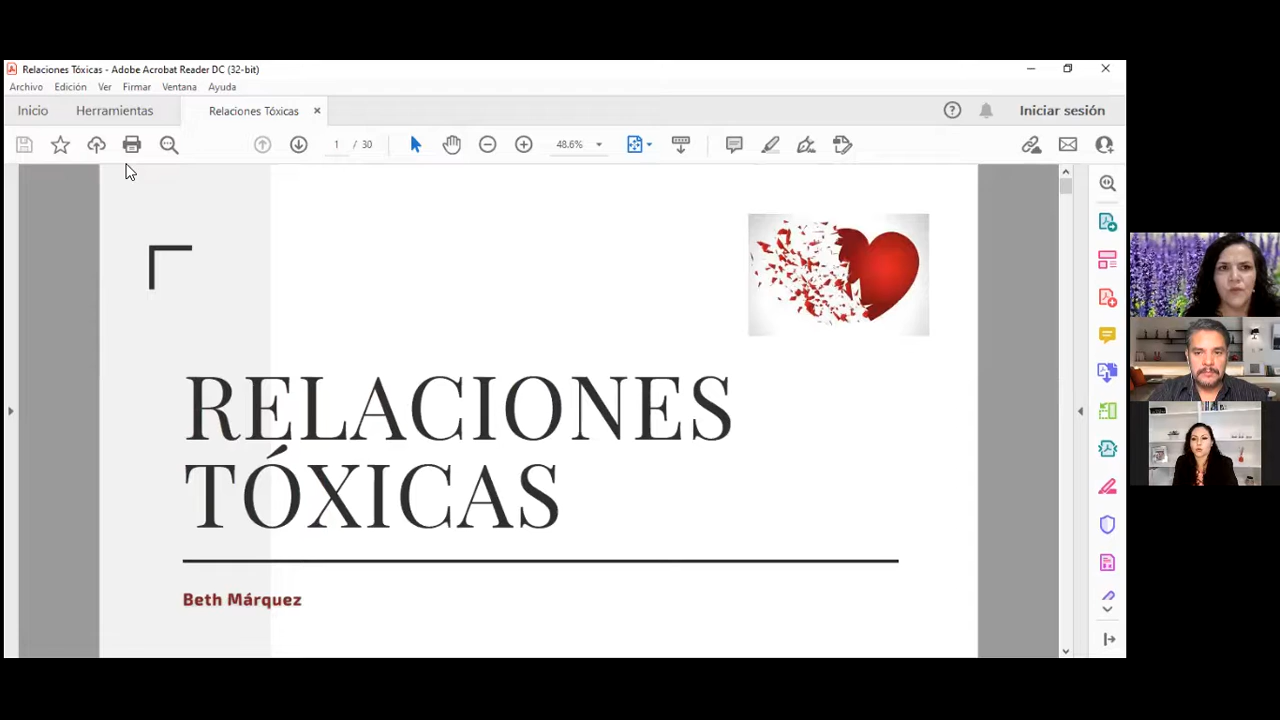 Relaciones Tóxicas - Adobe Acrobat Reader DC (32-bit)
Archivo Edición Ver Firmar Ventana Ayuda
Inicio Herramientas Relaciones Tóxicas × Iniciar sesión
1 / 30 48.6%
RELACIONES
TÓXICAS
Beth Márquez